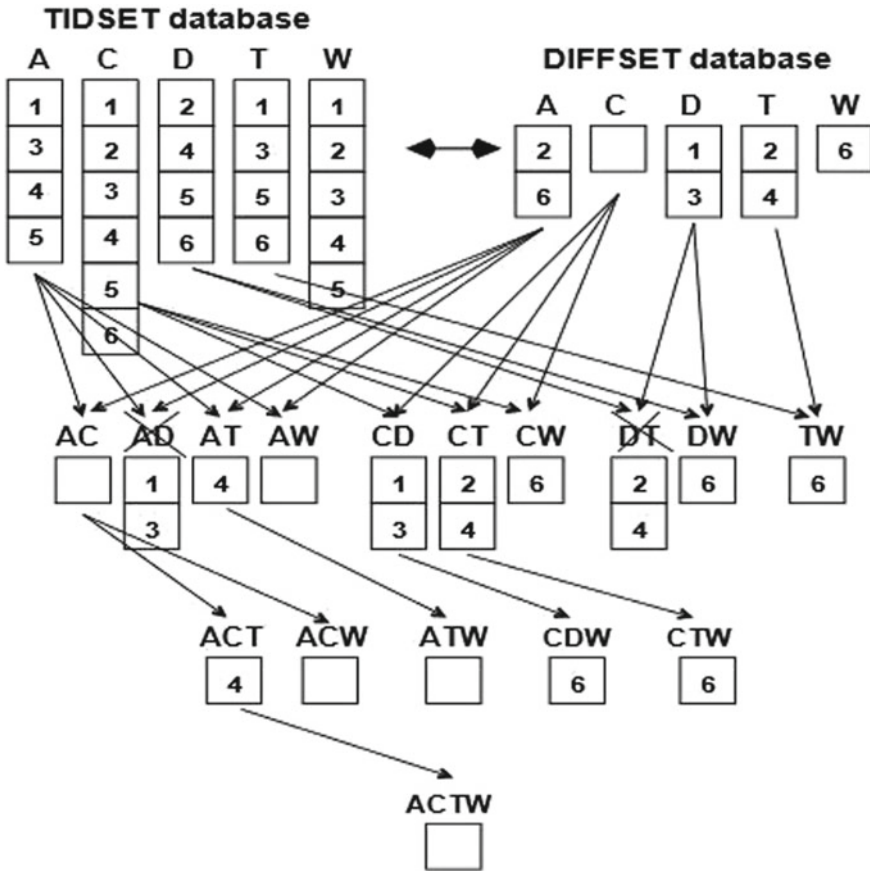 TIDSET database
A C D T W
1 1 2 1 1
3 2 4 3 2
4 3 5 5 3
5 4 6 6 4
5 5
6
DIFFSET database
A C D T W
2 1 2 6
6 3 4
AC AD AT AW CD CT CW DT DW TW
1 4 1 2 6 2 6 6
3 3 4 4
ACT ACW ATW CDW CTW
4 6 6
ACTW